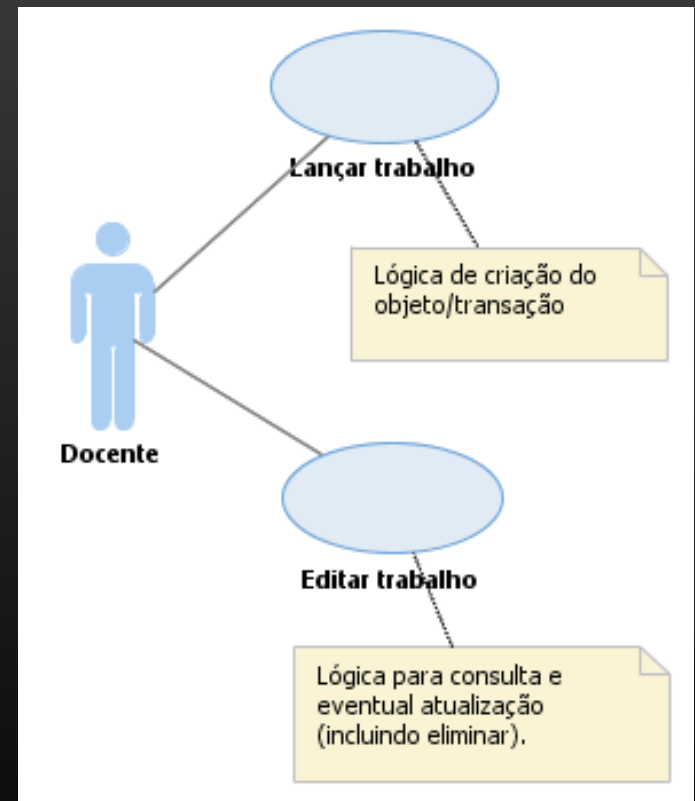 Lançar trabalho
Lógica de criação do
objeto/transação
Docente
Editar trabalho
Lógica para consulta e
eventual atualização
(incluindo eliminar).